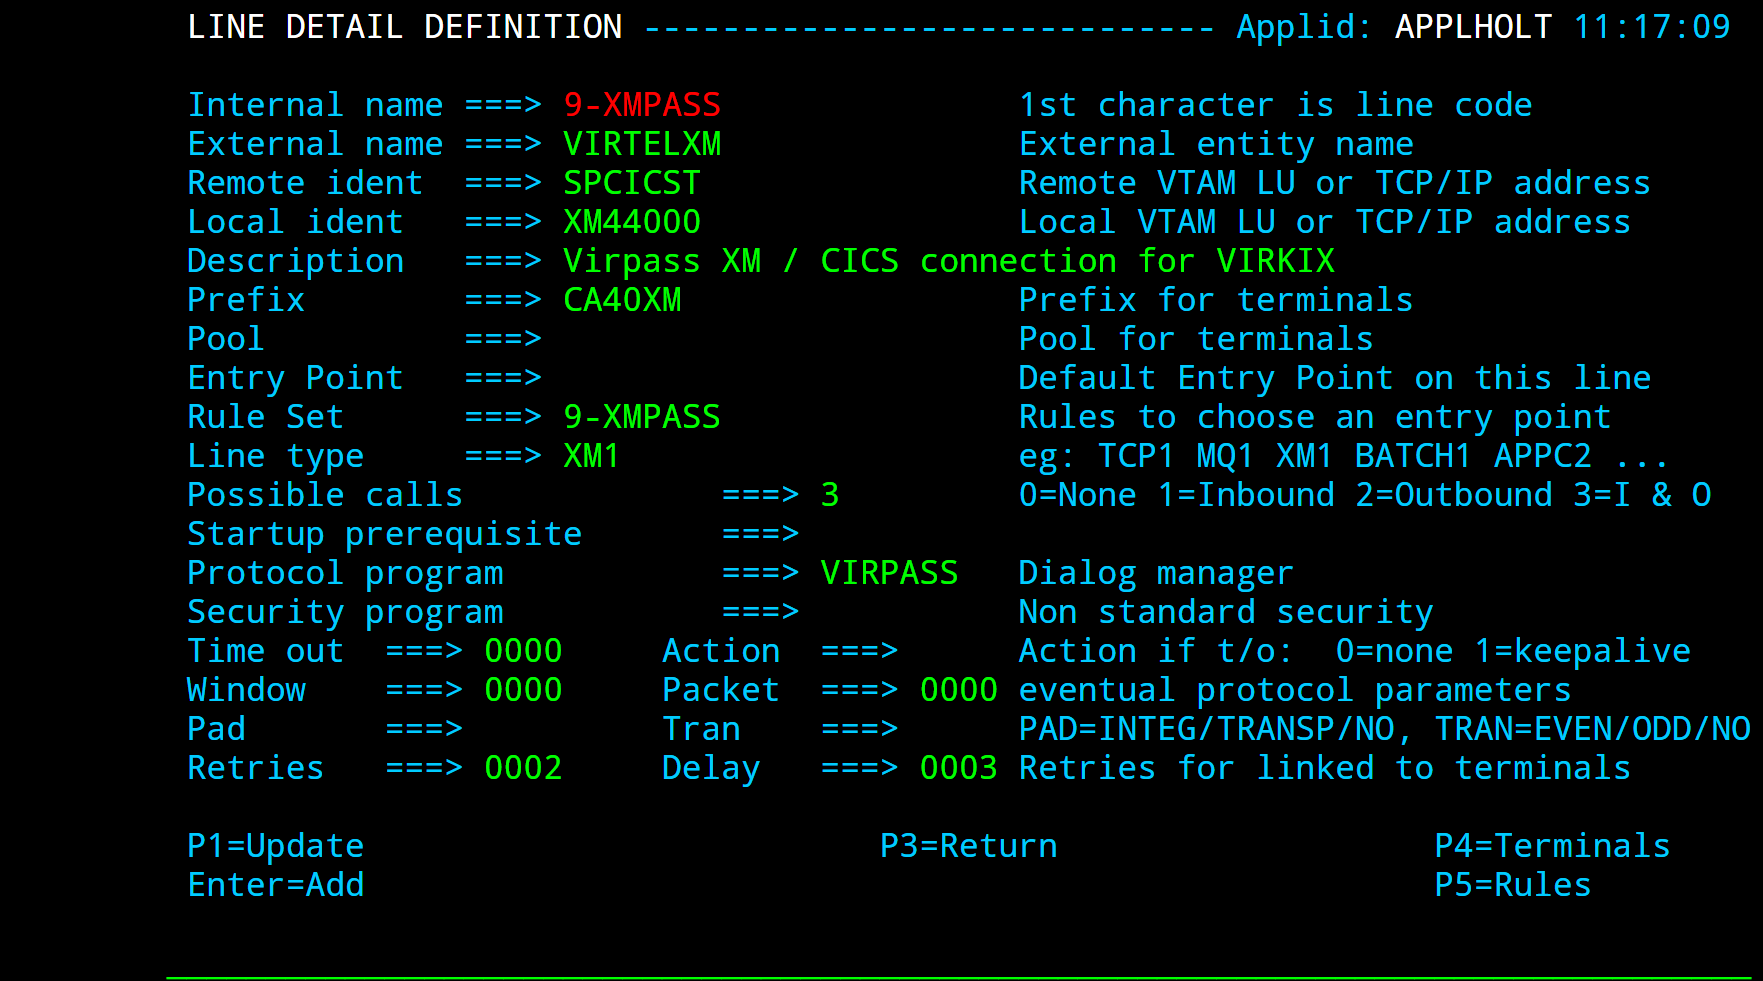 LINE DETAIL DEFINITION ----------------------------- Applid: APPLHOLT 11:17:09
Internal name ===> 9-XMPASS 1st character is line code
External name ===> VIRTELXM External entity name
Remote ident ===> SPCICST Remote VTAM LU or TCP/IP address
Local ident ===> XM44000 Local VTAM LU or TCP/IP address
Description ===> Virpass XM / CICS connection for VIRKIX
Prefix ===> CA40XM Prefix for terminals
Pool ===> Pool for terminals
Entry Point ===> Default Entry Point on this line
Rule Set ===> 9-XMPASS Rules to choose an entry point
Line type ===> XM1 eg: TCP1 MQ1 XM1 BATCH1 APPC2 ...
Possible calls ===> 3 0=None 1=Inbound 2=Outbound 3=I & O
Startup prerequisite ===>
Protocol program ===> VIRPASS Dialog manager
Security program ===> Non standard security
Time out ===> 0000 Action ===> Action if t/o: 0=none 1=keepalive
Window ===> 0000 Packet ===> 0000 eventual protocol parameters
Pad ===> Tran ===> PAD=INTEG/TRANSP/NO, TRAN=EVEN/ODD/NO
Retries ===> 0002 Delay ===> 0003 Retries for linked to terminals
P1=Update P3=Return P4=Terminals
Enter=Add P5=Rules